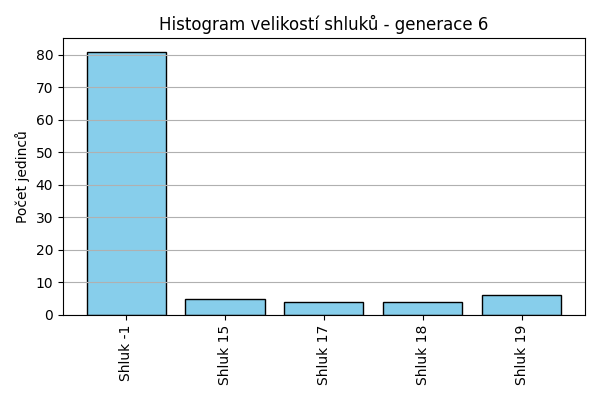 Histogram velikostí shluků - generace 6
Počet jedinců
80
70
60
50
40
30
20
10
0
Shluk -1
Shluk 15
Shluk 17
Shluk 18
Shluk 19